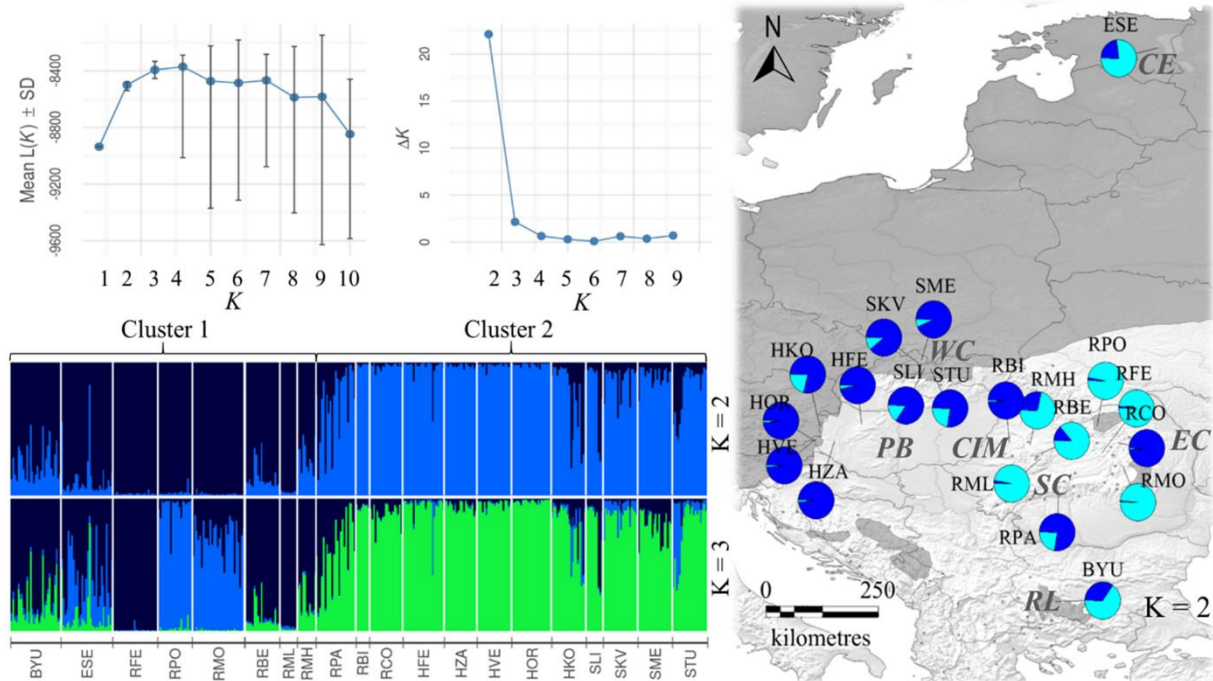 Mean L(K) ± SD
-8400
-8800
-9200
-9600
1 2 3 4 5 6 7 8 9 10
K
ΔK
20
15
10
5
0
2 3 4 5 6 7 8 9
K
Cluster 1
Cluster 2
K = 2
K = 3
BYU ESE RFE RPO RMO RBE RML RMH RPA RBI RCO HFE HZA HVE HOR HKO SLI SKV SME STU
N
ESE
CE
SME
SKV
WC
RPO
HKO
HFE
SLI
STU
RBI
RMH
RFE
RBE
RCO
HOR
EC
PB
CIM
HVE
HZA
RML
SC
RMO
RPA
BYU
RL
K = 2
0 250
kilometres